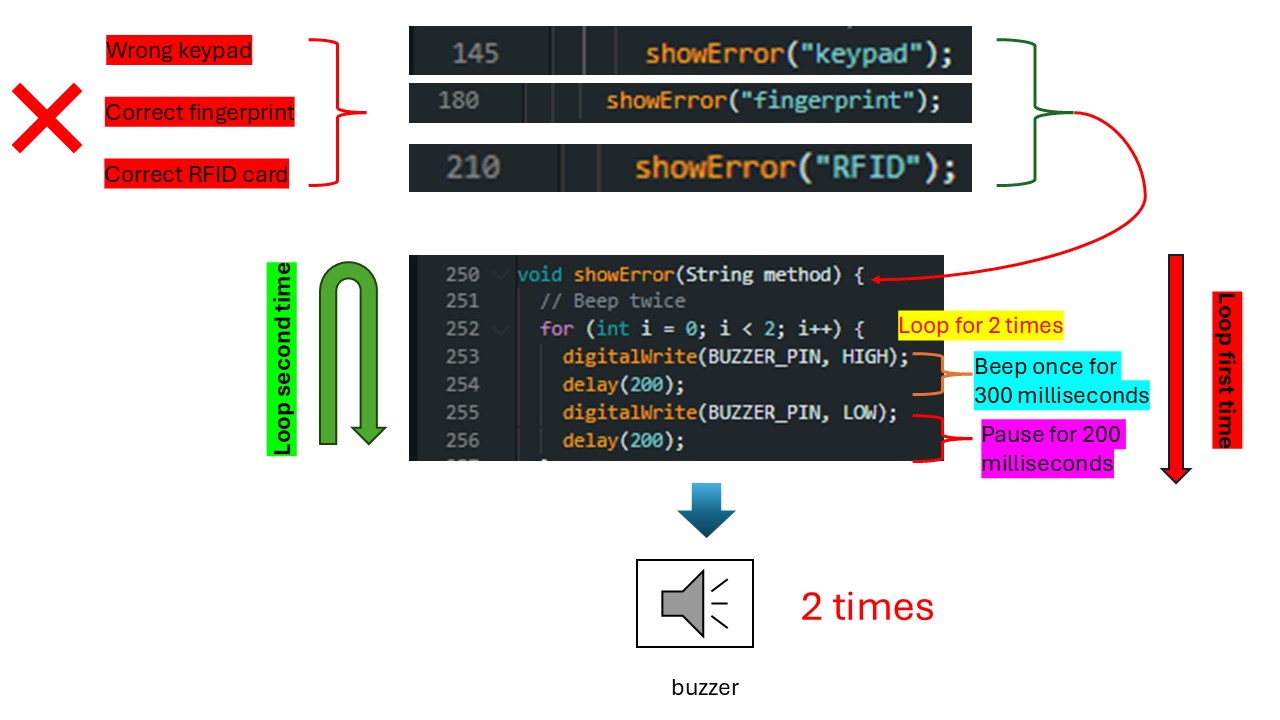 Wrong keypad
Correct fingerprint
Correct RFID card
145 showError("keypad");
180 showError("fingerprint");
210 showError("RFID");
Loop second time
250 void showError(String method) {
251 // Beep twice
252 for (int i = 0; i < 2; i++) {
253 digitalWrite(BUZZER_PIN, HIGH);
254 delay(200);
255 digitalWrite(BUZZER_PIN, LOW);
256 delay(200);
Loop for 2 times
Beep once for
300 milliseconds
Pause for 200
milliseconds
Loop first time
2 times
buzzer